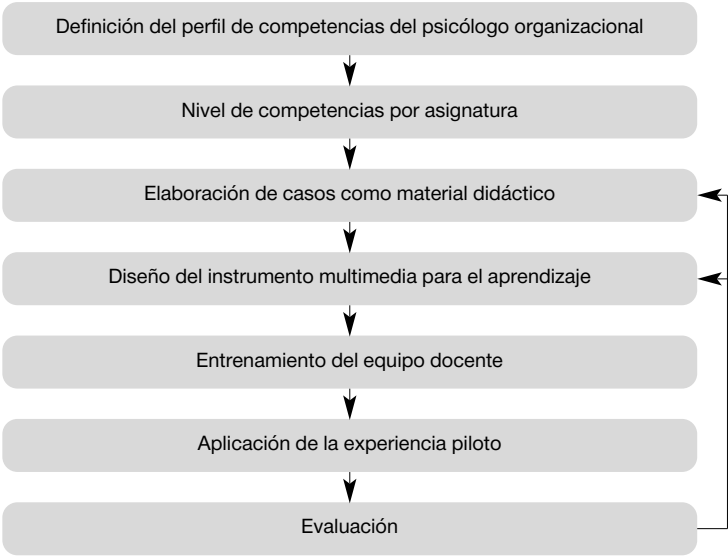 Definición del perfil de competencias del psicólogo organizacional
Nivel de competencias por asignatura
Elaboración de casos como material didáctico
Diseño del instrumento multimedia para el aprendizaje
Entrenamiento del equipo docente
Aplicación de la experiencia piloto
Evaluación